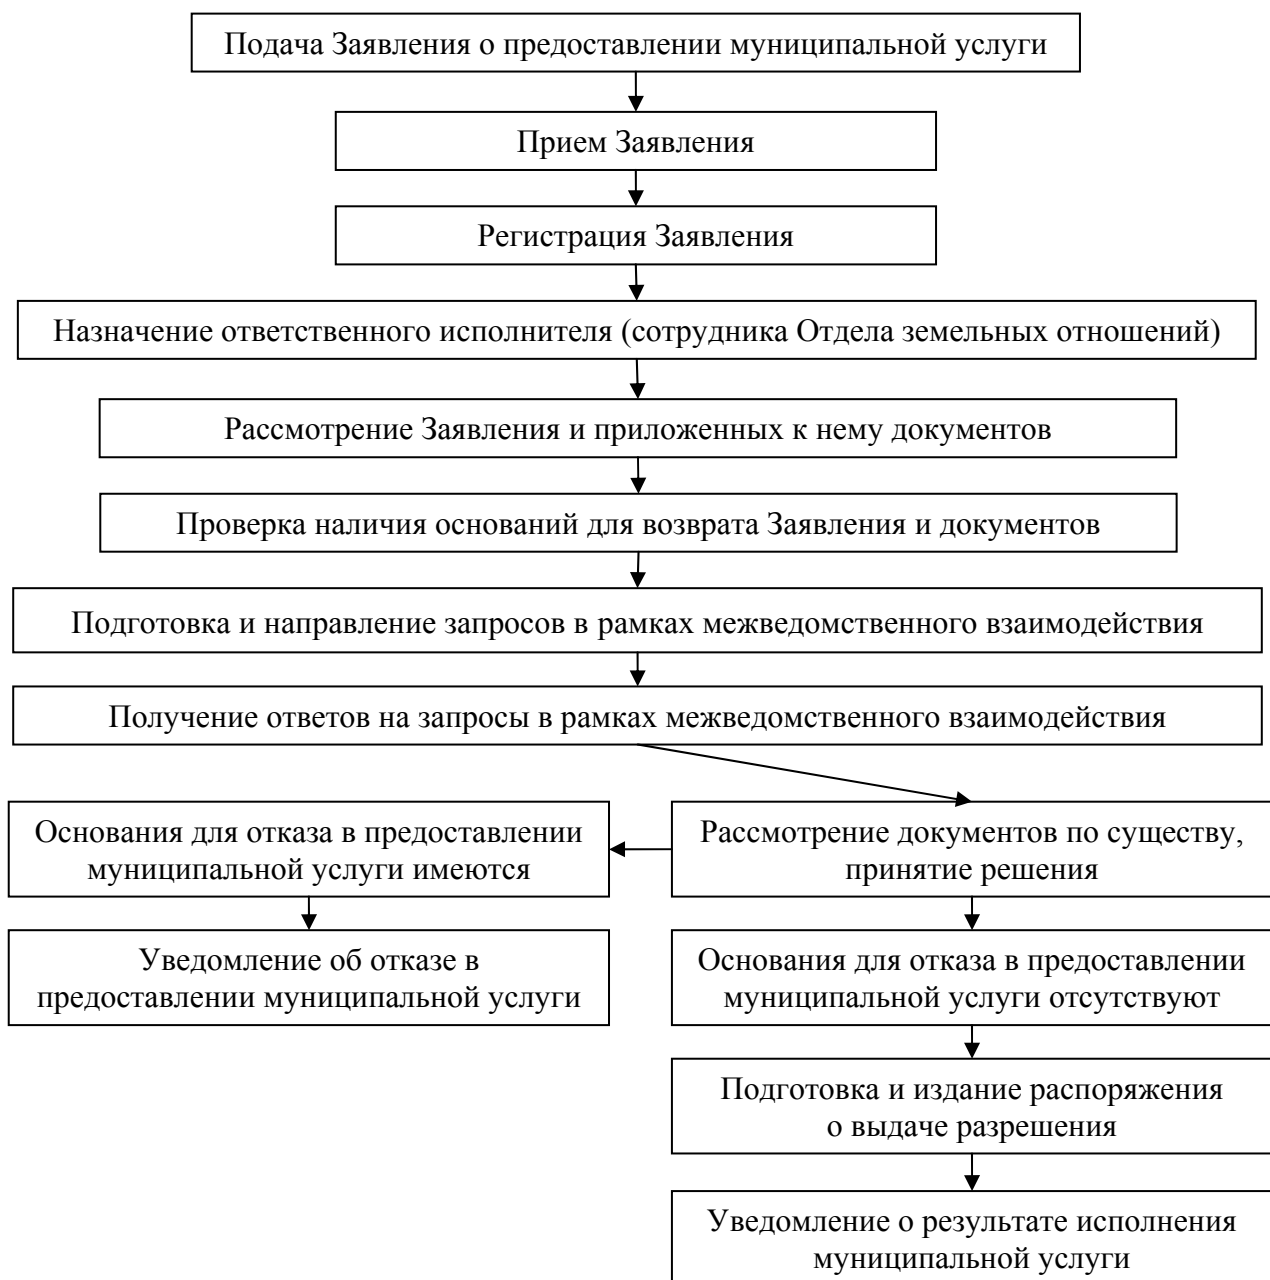 Подача Заявления о предоставлении муниципальной услуги
Прием Заявления
Регистрация Заявления
Назначение ответственного исполнителя (сотрудника Отдела земельных отношений)
Рассмотрение Заявления и приложенных к нему документов
Проверка наличия оснований для возврата Заявления и документов
Подготовка и направление запросов в рамках межведомственного взаимодействия
Получение ответов на запросы в рамках межведомственного взаимодействия
Основания для отказа в предоставлении
муниципальной услуги имеются
Рассмотрение документов по существу,
принятие решения
Уведомление об отказе в
предоставлении муниципальной услуги
Основания для отказа в предоставлении
муниципальной услуги отсутствуют
Подготовка и издание распоряжения
о выдаче разрешения
Уведомление о результате исполнения
муниципальной услуги